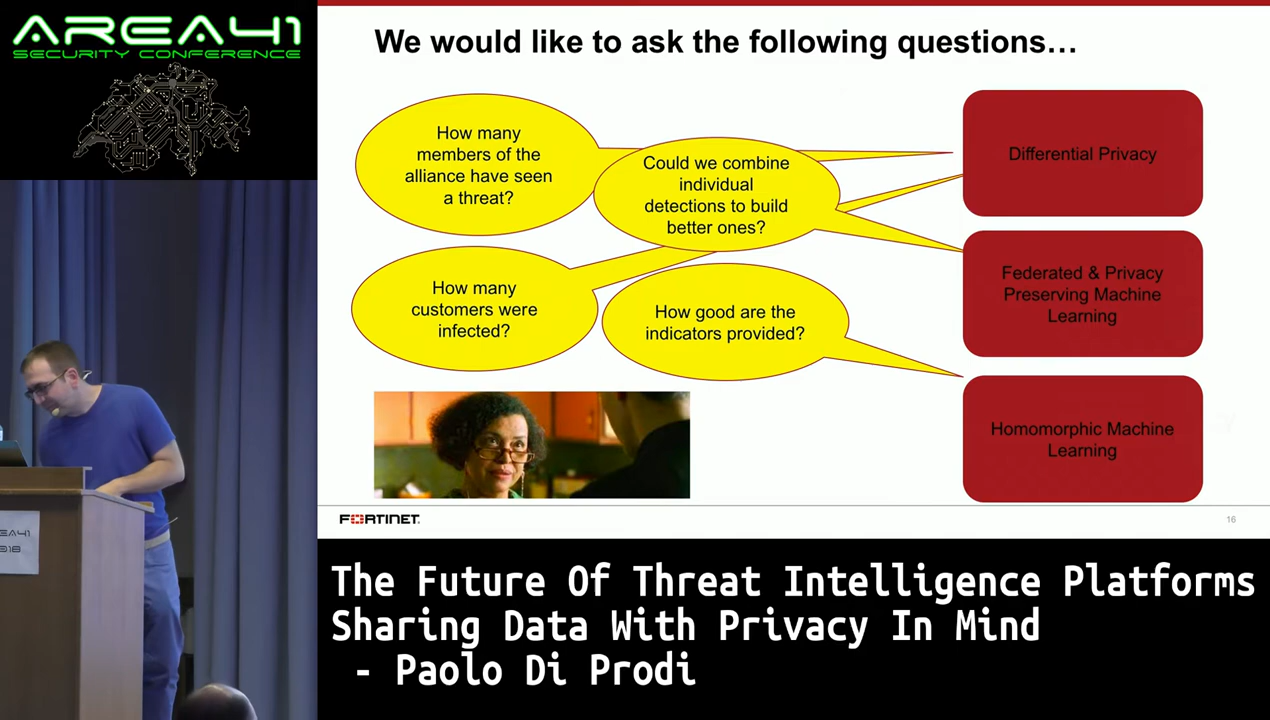 AREA41
SECURITY CONFERENCE
We would like to ask the following questions…
How many
members of the
alliance have seen
a threat?
Could we combine
individual
detections to build
better ones?
How many
customers were
infected?
How good are the
indicators provided?
Differential Privacy
Federated & Privacy
Preserving Machine
Learning
Homomorphic Machine
Learning
FORTINET
16
The Future Of Threat Intelligence Platforms
Sharing Data With Privacy In Mind
- Paolo Di Prodi